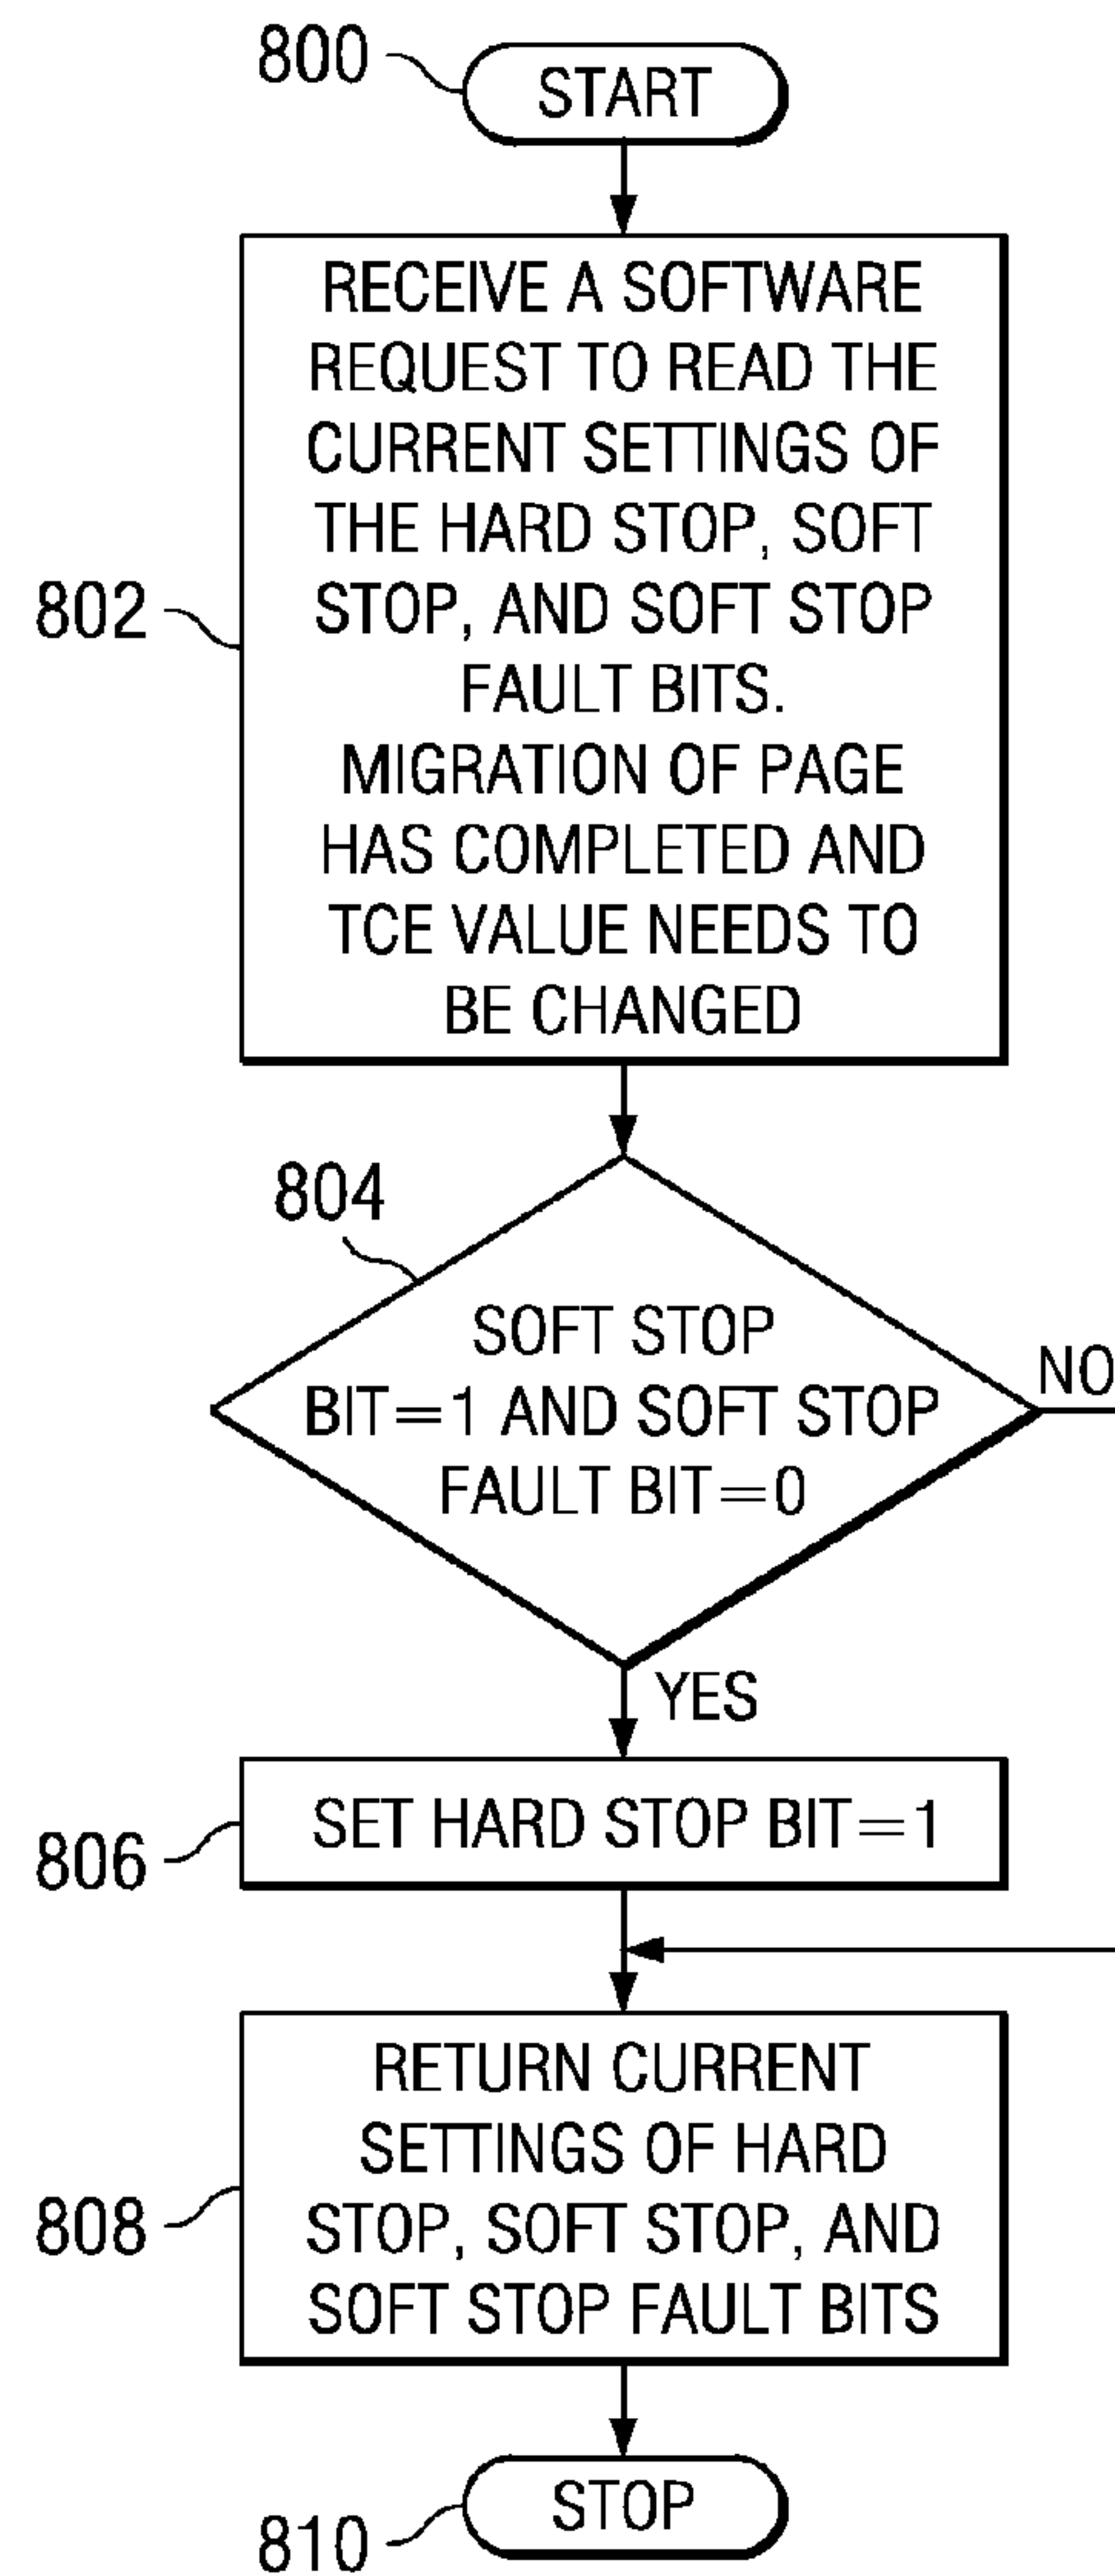 800
START
RECEIVE A SOFTWARE
REQUEST TO READ THE
CURRENT SETTINGS OF
THE HARD STOP, SOFT
STOP, AND SOFT STOP
FAULT BITS.
MIGRATION OF PAGE
HAS COMPLETED AND
TCE VALUE NEEDS TO
BE CHANGED
802
804
SOFT STOP
BIT=1 AND SOFT STOP
FAULT BIT=0
NO
YES
SET HARD STOP BIT=1
806
RETURN CURRENT
SETTINGS OF HARD
STOP, SOFT STOP, AND
SOFT STOP FAULT BITS
808
STOP
810